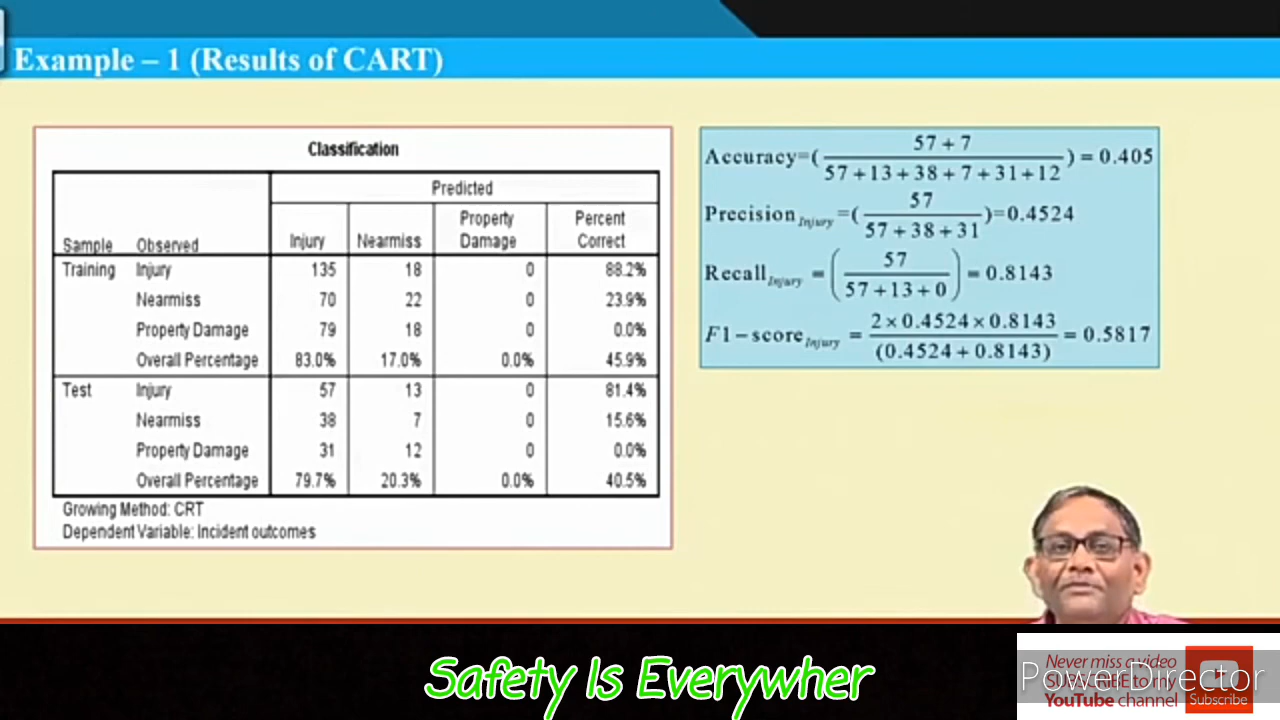 Example – 1 (Results of CART)
Classification
Predicted
Sample Observed Injury Nearmiss Property Damage Percent Correct
Training Injury 135 18 0 88.2%
Nearmiss 70 22 0 23.9%
Property Damage 79 18 0 0.0%
Overall Percentage 83.0% 17.0% 0.0% 45.9%
Test Injury 57 13 0 81.4%
Nearmiss 38 7 0 15.6%
Property Damage 31 12 0 0.0%
Overall Percentage 79.7% 20.3% 0.0% 40.5%
Growing Method: CRT
Dependent Variable: Incident outcomes
Accuracy=( 57+7 / 57+13+38+7+31+12 ) = 0.405
Precision Injury =( 57 / 57+38+31 )=0.4524
Recall Injury = ( 57 / 57+13+0 ) = 0.8143
F1-score Injury = 2×0.4524×0.8143 / (0.4524+0.8143) = 0.5817
Safety Is Everywher
Never miss a video
SUBSCRIBE to my
YouTube channel
Subscribe
PowerDirector